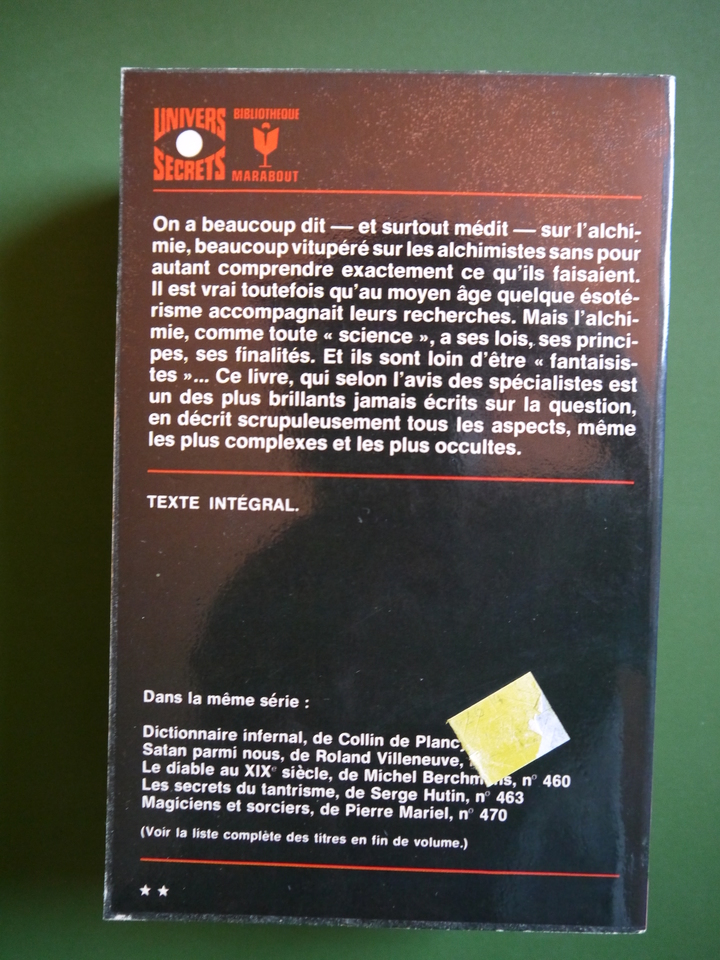 UNIVERS
SECRETS
BIBLIOTHEQUE
MARABOUT
On a beaucoup dit — et surtout médit — sur l'alchi-
mie, beaucoup vitupéré sur les alchimistes sans pour
autant comprendre exactement ce qu'ils faisaient.
Il est vrai toutefois qu'au moyen âge quelque ésoté-
risme accompagnait leurs recherches. Mais l'alchi-
mie, comme toute « science », a ses lois, ses princi-
pes, ses finalités. Et ils sont loin d'être « fantaisis-
tes »... Ce livre, qui selon l'avis des spécialistes est
un des plus brillants jamais écrits sur la question,
en décrit scrupuleusement tous les aspects, même
les plus complexes et les plus occultes.
TEXTE INTÉGRAL.
Dans la même série :
Dictionnaire infernal, de Collin de
Satan parmi nous, de Roland Villeneuve,
Le diable au XIXe siècle, de Michel n° 460
Les secrets du tantrisme, de Serge Hutin, n° 463
Magiciens et sorciers, de Pierre Mariel, n° 470
(Voir la liste complète des titres en fin de volume.)
★★